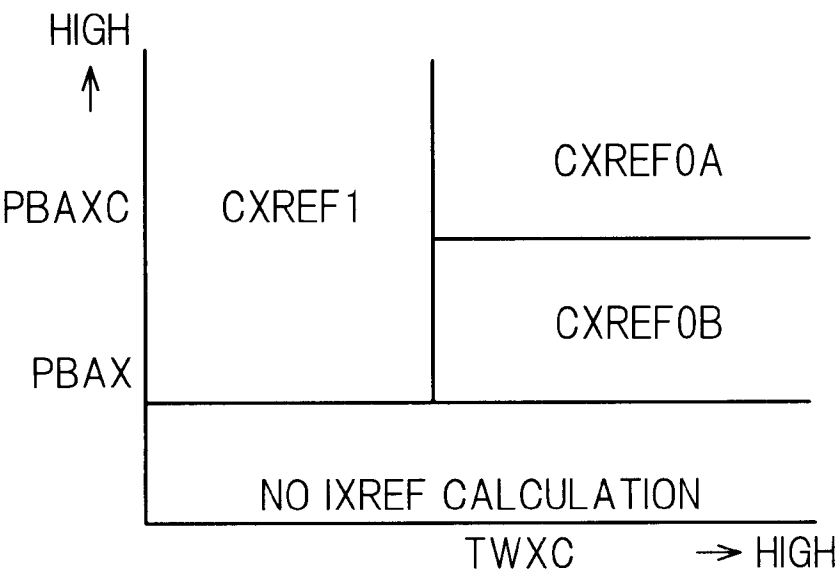 HIGH
↑
CXREF0A
PBAXC
CXREF1
CXREF0B
PBAX
NO IXREF CALCULATION
TWXC → HIGH